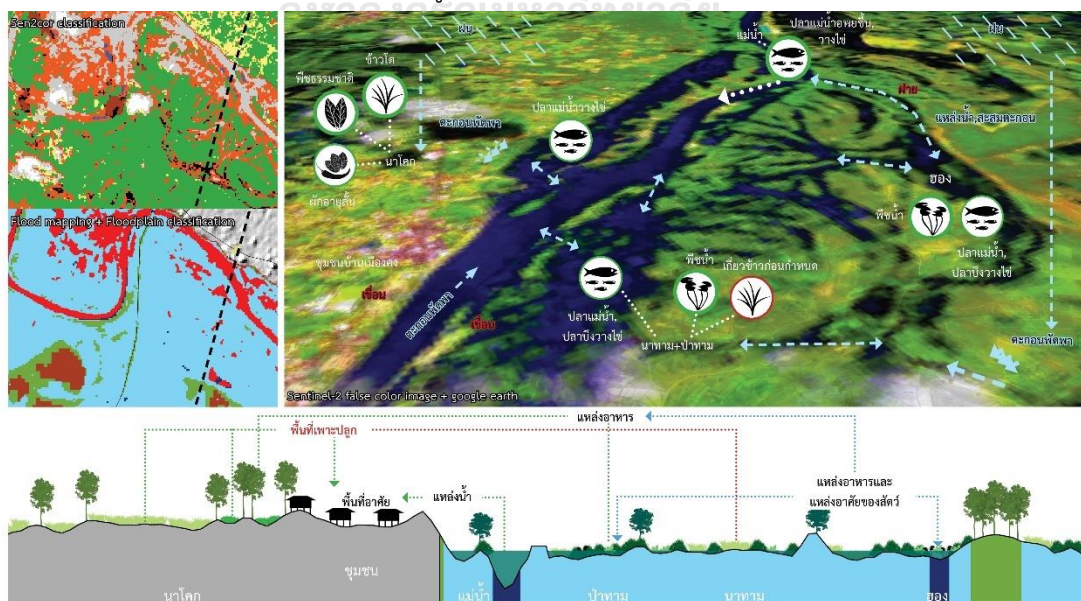 Sen2cor classification
Flood mapping + Floodplain classification
ฝน
ข้าวโต
พืชธรรมชาติ
ตะกอนพัดพา
นาโคก
ผักอายุสั้น
ชุมชนบ้านเมืองคง
เขื่อน
ตะกอนพัดพา
เขื่อน
ปลาแม่น้ำวางไข่
แม่น้ำ
ปลาแม่น้ำอพยขึ้น,
วางไข่
ฝน
ฝาย
แหล่งน้ำ,สะสมตะกอน
ฮอง
พืชน้ำ
ปลาแม่น้ำ,
ปลาบึงวางไข่
พืชน้ำ
เกี่ยวข้าวก่อนกำหนด
ปลาแม่น้ำ,
ปลาบึงวางไข่
นาทาม+ป่าทาม
ตะกอนพัดพา
Sentinel-2 false color image + google earth
แหล่งอาหาร
พื้นที่เพาะปลูก
พื้นที่อาศัย
แหล่งน้ำ
แหล่งอาหารและ
แหล่งอาศัยของสัตว์
ชุมชน
นาโคก
แม่น้ำ
ป่าทาม
นาทาม
ฮอง